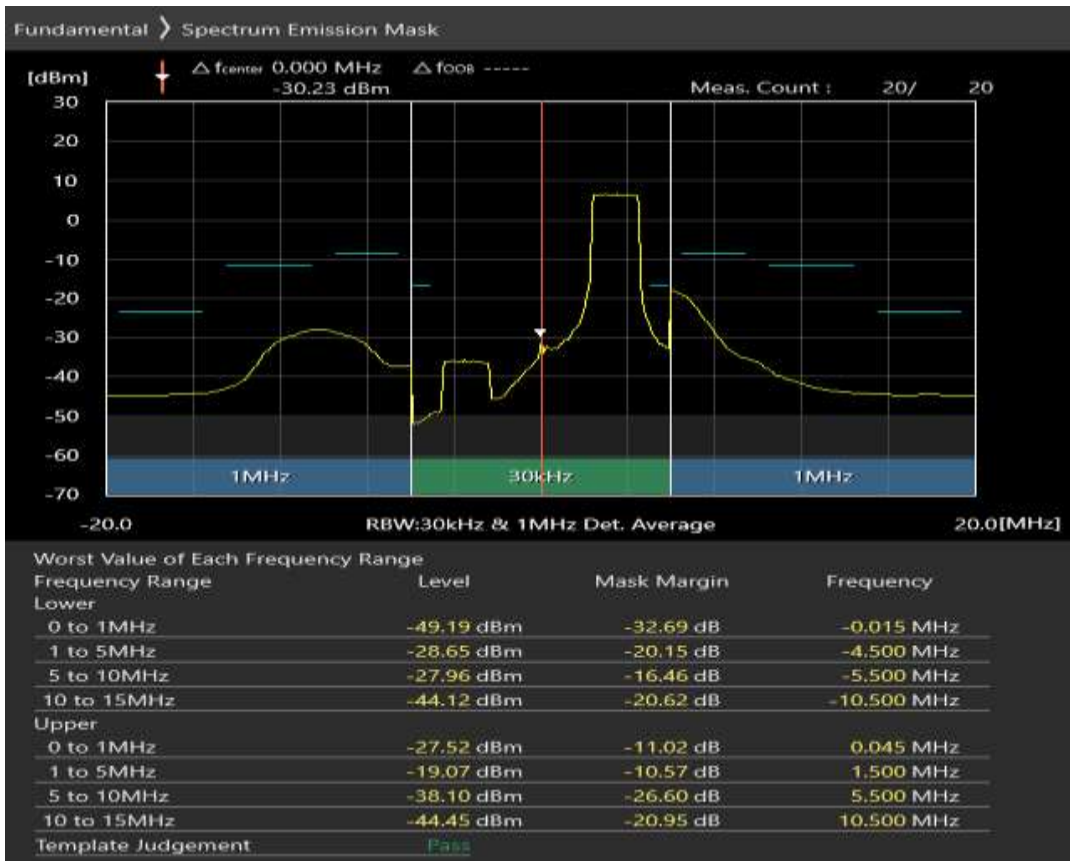 Fundamental ❯ Spectrum Emission Mask
[dBm] △ fcenter 0.000 MHz △ fOOB -----
-30.23 dBm Meas. Count : 20/ 20
30
20
10
0
-10
-20
-30
-40
-50
-60
1MHz 30kHz 1MHz
-70
-20.0 RBW:30kHz & 1MHz Det. Average 20.0[MHz]
Worst Value of Each Frequency Range
Frequency Range Level Mask Margin Frequency
Lower
0 to 1MHz -49.19 dBm -32.69 dB -0.015 MHz
1 to 5MHz -28.65 dBm -20.15 dB -4.500 MHz
5 to 10MHz -27.96 dBm -16.46 dB -5.500 MHz
10 to 15MHz -44.12 dBm -20.62 dB -10.500 MHz
Upper
0 to 1MHz -27.52 dBm -11.02 dB 0.045 MHz
1 to 5MHz -19.07 dBm -10.57 dB 1.500 MHz
5 to 10MHz -38.10 dBm -26.60 dB 5.500 MHz
10 to 15MHz -44.45 dBm -20.95 dB 10.500 MHz
Template Judgement Pass